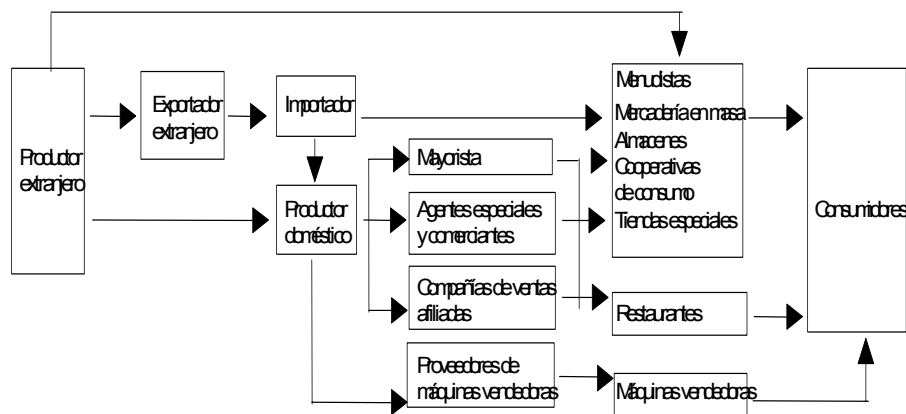 Productor
extranjero
Exportador
extranjero
Importador
Productor
doméstico
Mayorista
Agentes especiales
y comerciantes
Compañías de ventas
afiliadas
Proveedores de
máquinas vendedoras
Menudistas
Mercadería en masa
Almacenes
Cooperativas
de consumo
Tiendas especiales
Restaurantes
Máquinas vendedoras
Consumidores